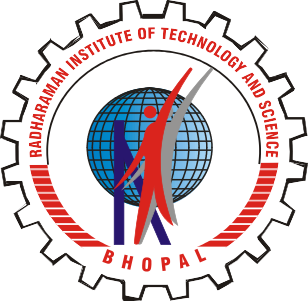 RADHARAMAN INSTITUTE OF TECHNOLOGY AND SCIENCE
BHOPAL